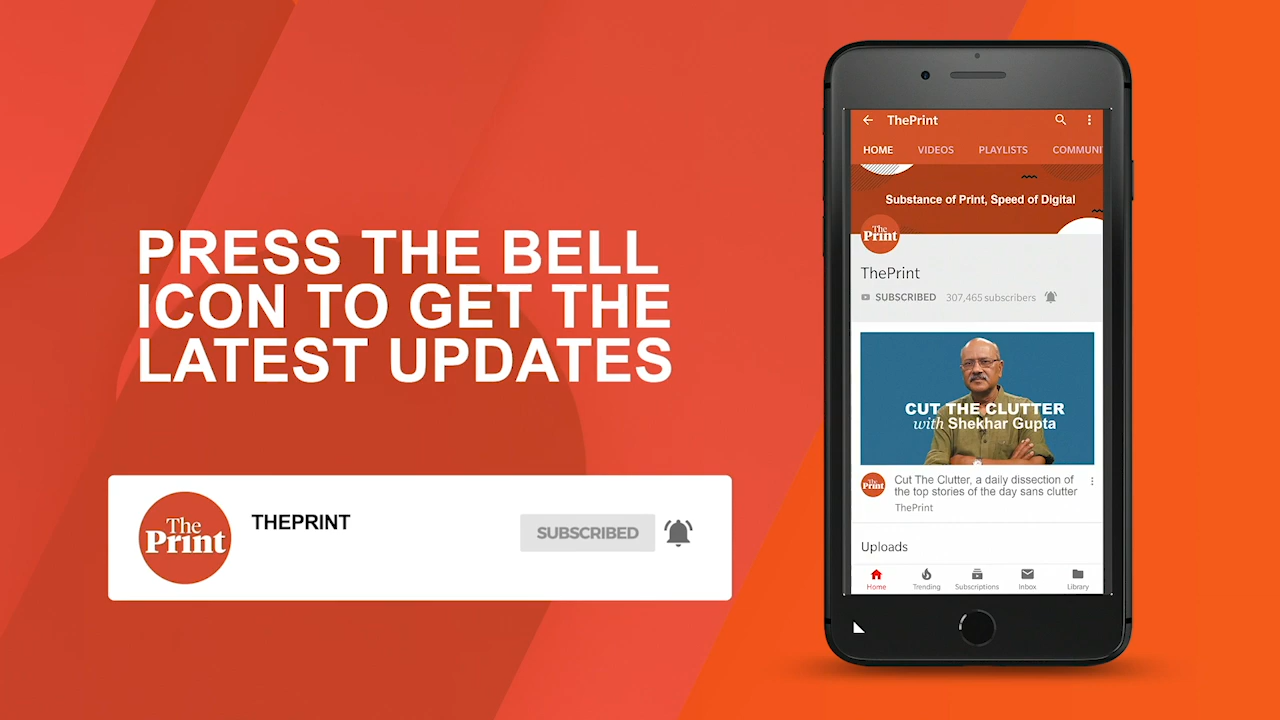 PRESS THE BELL
ICON TO GET THE
LATEST UPDATES
The
Print
THEPRINT
SUBSCRIBED
ThePrint
HOME VIDEOS PLAYLISTS COMMUNI
Substance of Print, Speed of Digital
The
Print
ThePrint
SUBSCRIBED 307,465 subscribers
CUT THE CLUTTER
with Shekhar Gupta
The
Print
Cut The Clutter, a daily dissection of
the top stories of the day sans clutter
ThePrint
Uploads
Home Trending Subscriptions Inbox Library